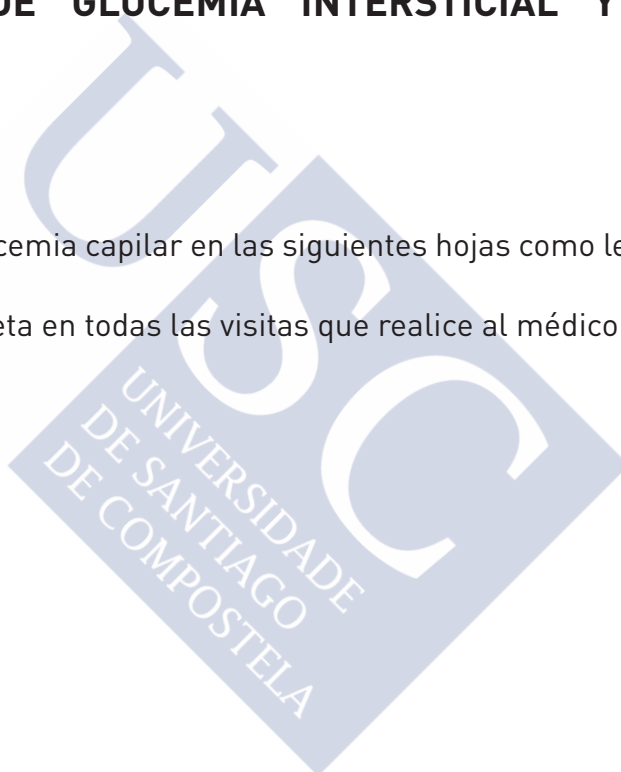 DE GLUCEMIA INTERSTICIAL Y
cemia capilar en las siguientes hojas como le
eta en todas las visitas que realice al médico
USC
UNIVERSIDADE
DE SANTIAGO
DE COMPOSTELA